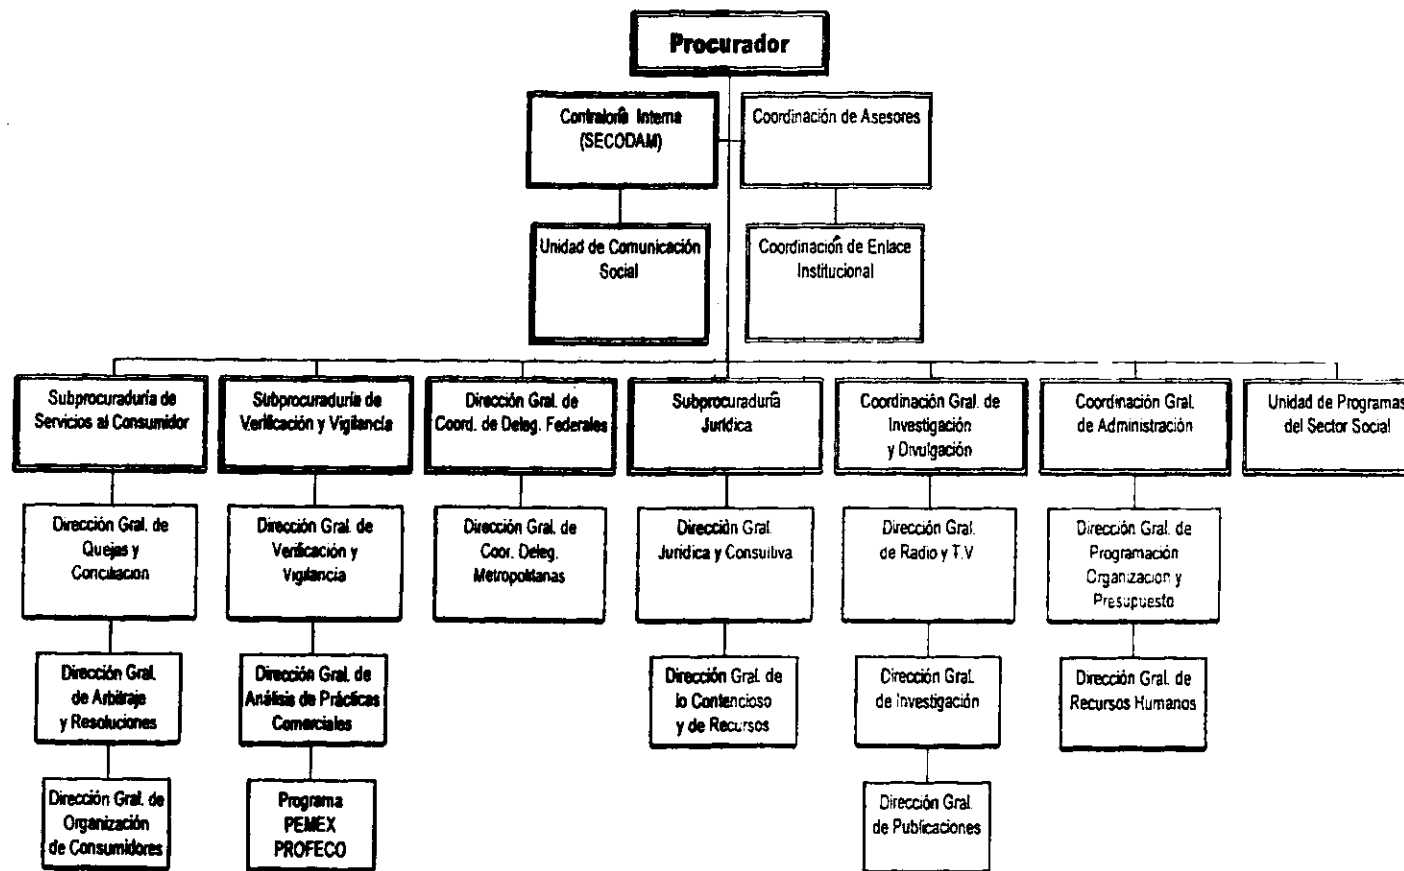 Procurador
Contraloría Interna
(SECODAM)
Coordinación de Asesores
Unidad de Comunicación
Social
Coordinación de Enlace
Institucional
Subprocuraduría de
Servicios al Consumidor
Subprocuraduría de
Verificación y Vigilancia
Dirección Gral. de
Coord. de Deleg. Federales
Subprocuraduría
Jurídica
Coordinación Gral. de
Investigación
y Divulgación
Coordinación Gral.
de Administración
Unidad de Programas
del Sector Social
Dirección Gral. de
Quejas y
Conciliación
Dirección Gral. de
Verificación y
Vigilancia
Dirección Gral. de
Coor. Deleg.
Metropolitanas
Dirección Gral.
Jurídica y Consultiva
Dirección Gral.
de Radio y T.V
Dirección Gral. de
Programación
Organización y
Presupuesto
Dirección Gral.
de Arbitraje
y Resoluciones
Dirección Gral. de
Análisis de Prácticas
Comerciales
Dirección Gral. de
lo Contencioso
y de Recursos
Dirección Gral.
de Investigación
Dirección Gral. de
Recursos Humanos
Dirección Gral. de
Organización
de Consumidores
Programa
PEMEX
PROFECO
Dirección Gral.
de Publicaciones